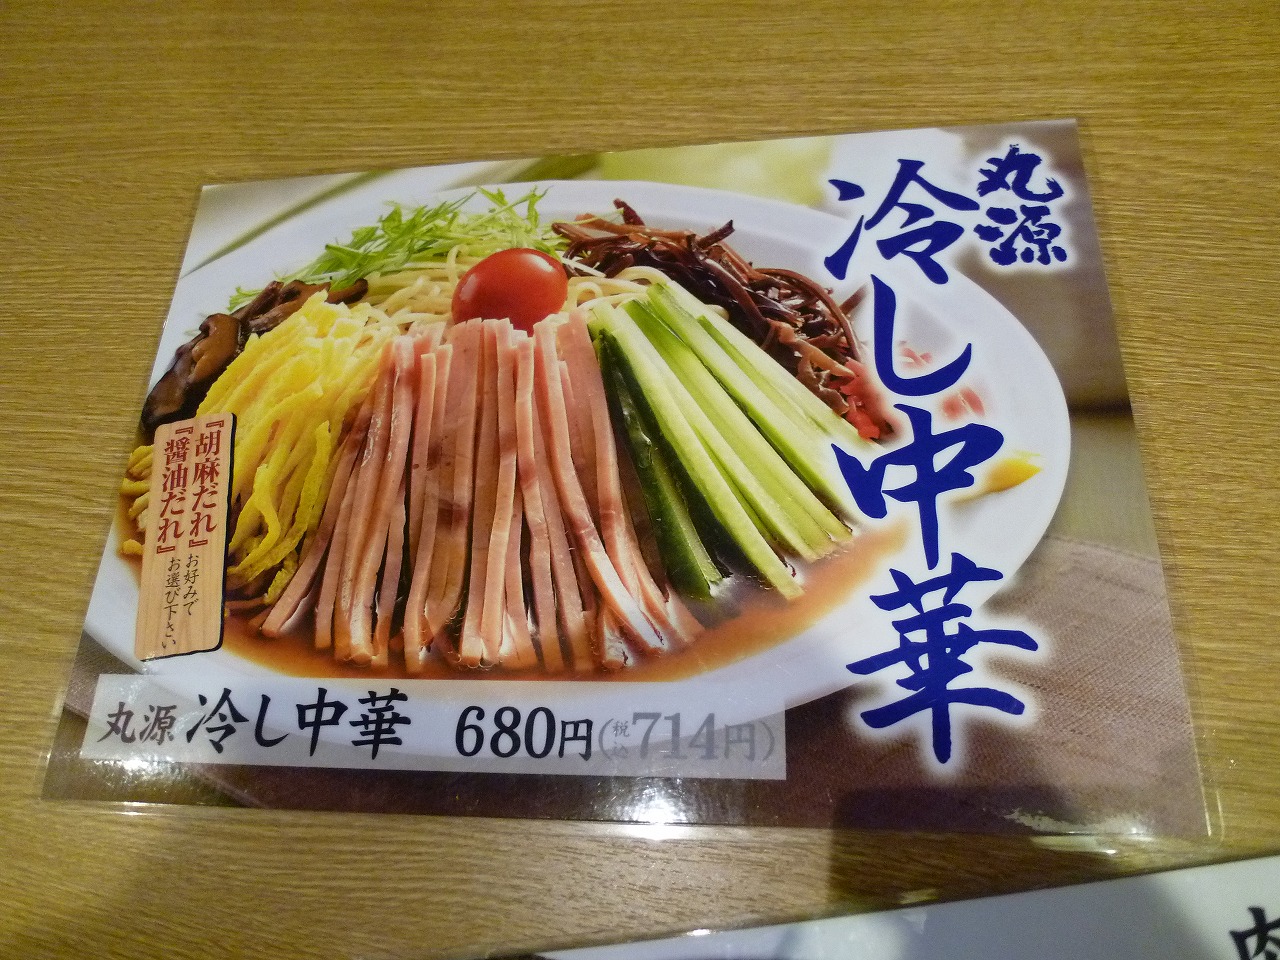 丸源
冷し中華
『胡麻だれ』
『醤油だれ』
お好みで
お選び下さい
丸源 冷し中華 680円(税込714円)
肉